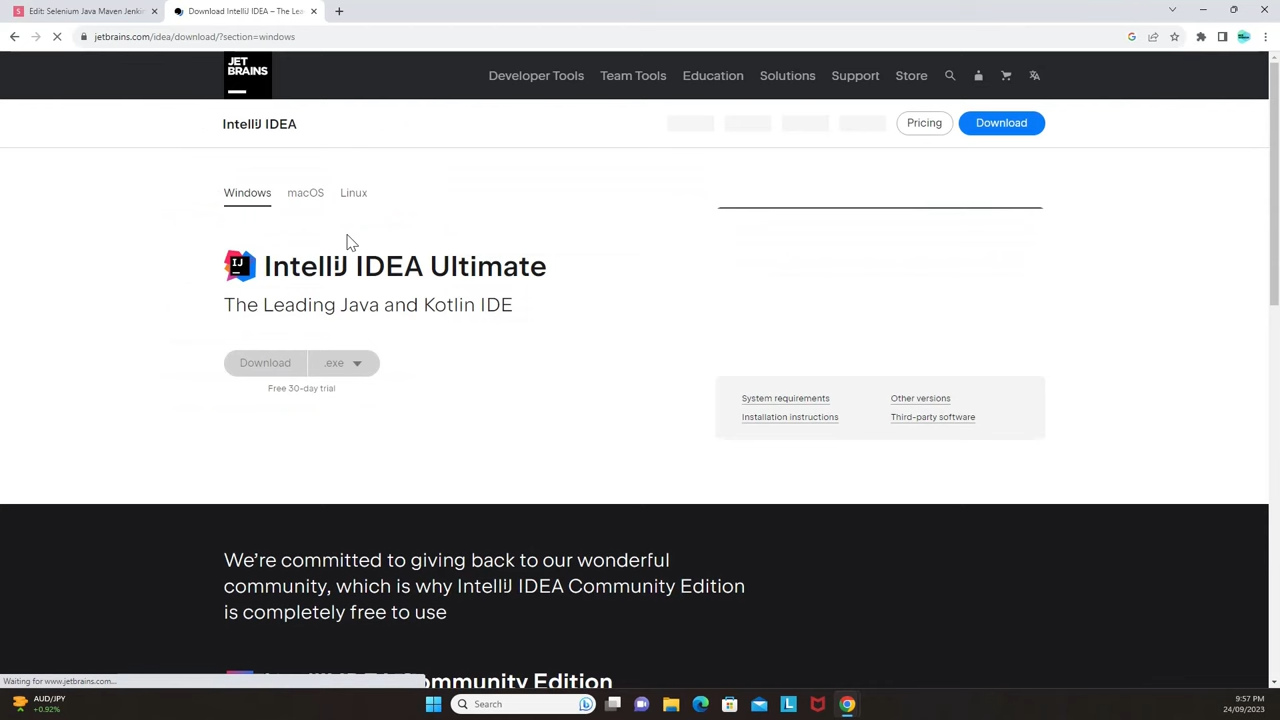 Edit: Selenium Java Maven Jenkin
Download IntelliJ IDEA – The Lea
jetbrains.com/idea/download/?section=windows
JET
BRAINS
Developer Tools Team Tools Education Solutions Support Store
IntelliJ IDEA
Pricing Download
Windows macOS Linux
IJ
IntelliJ IDEA Ultimate
The Leading Java and Kotlin IDE
Download .exe
Free 30-day trial
System requirements Other versions
Installation instructions Third-party software
We’re committed to giving back to our wonderful
community, which is why IntelliJ IDEA Community Edition
is completely free to use
Community Edition
Waiting for www.jetbrains.com...
AUD/JPY
+0.92%
Search
9:57 PM
24/09/2023